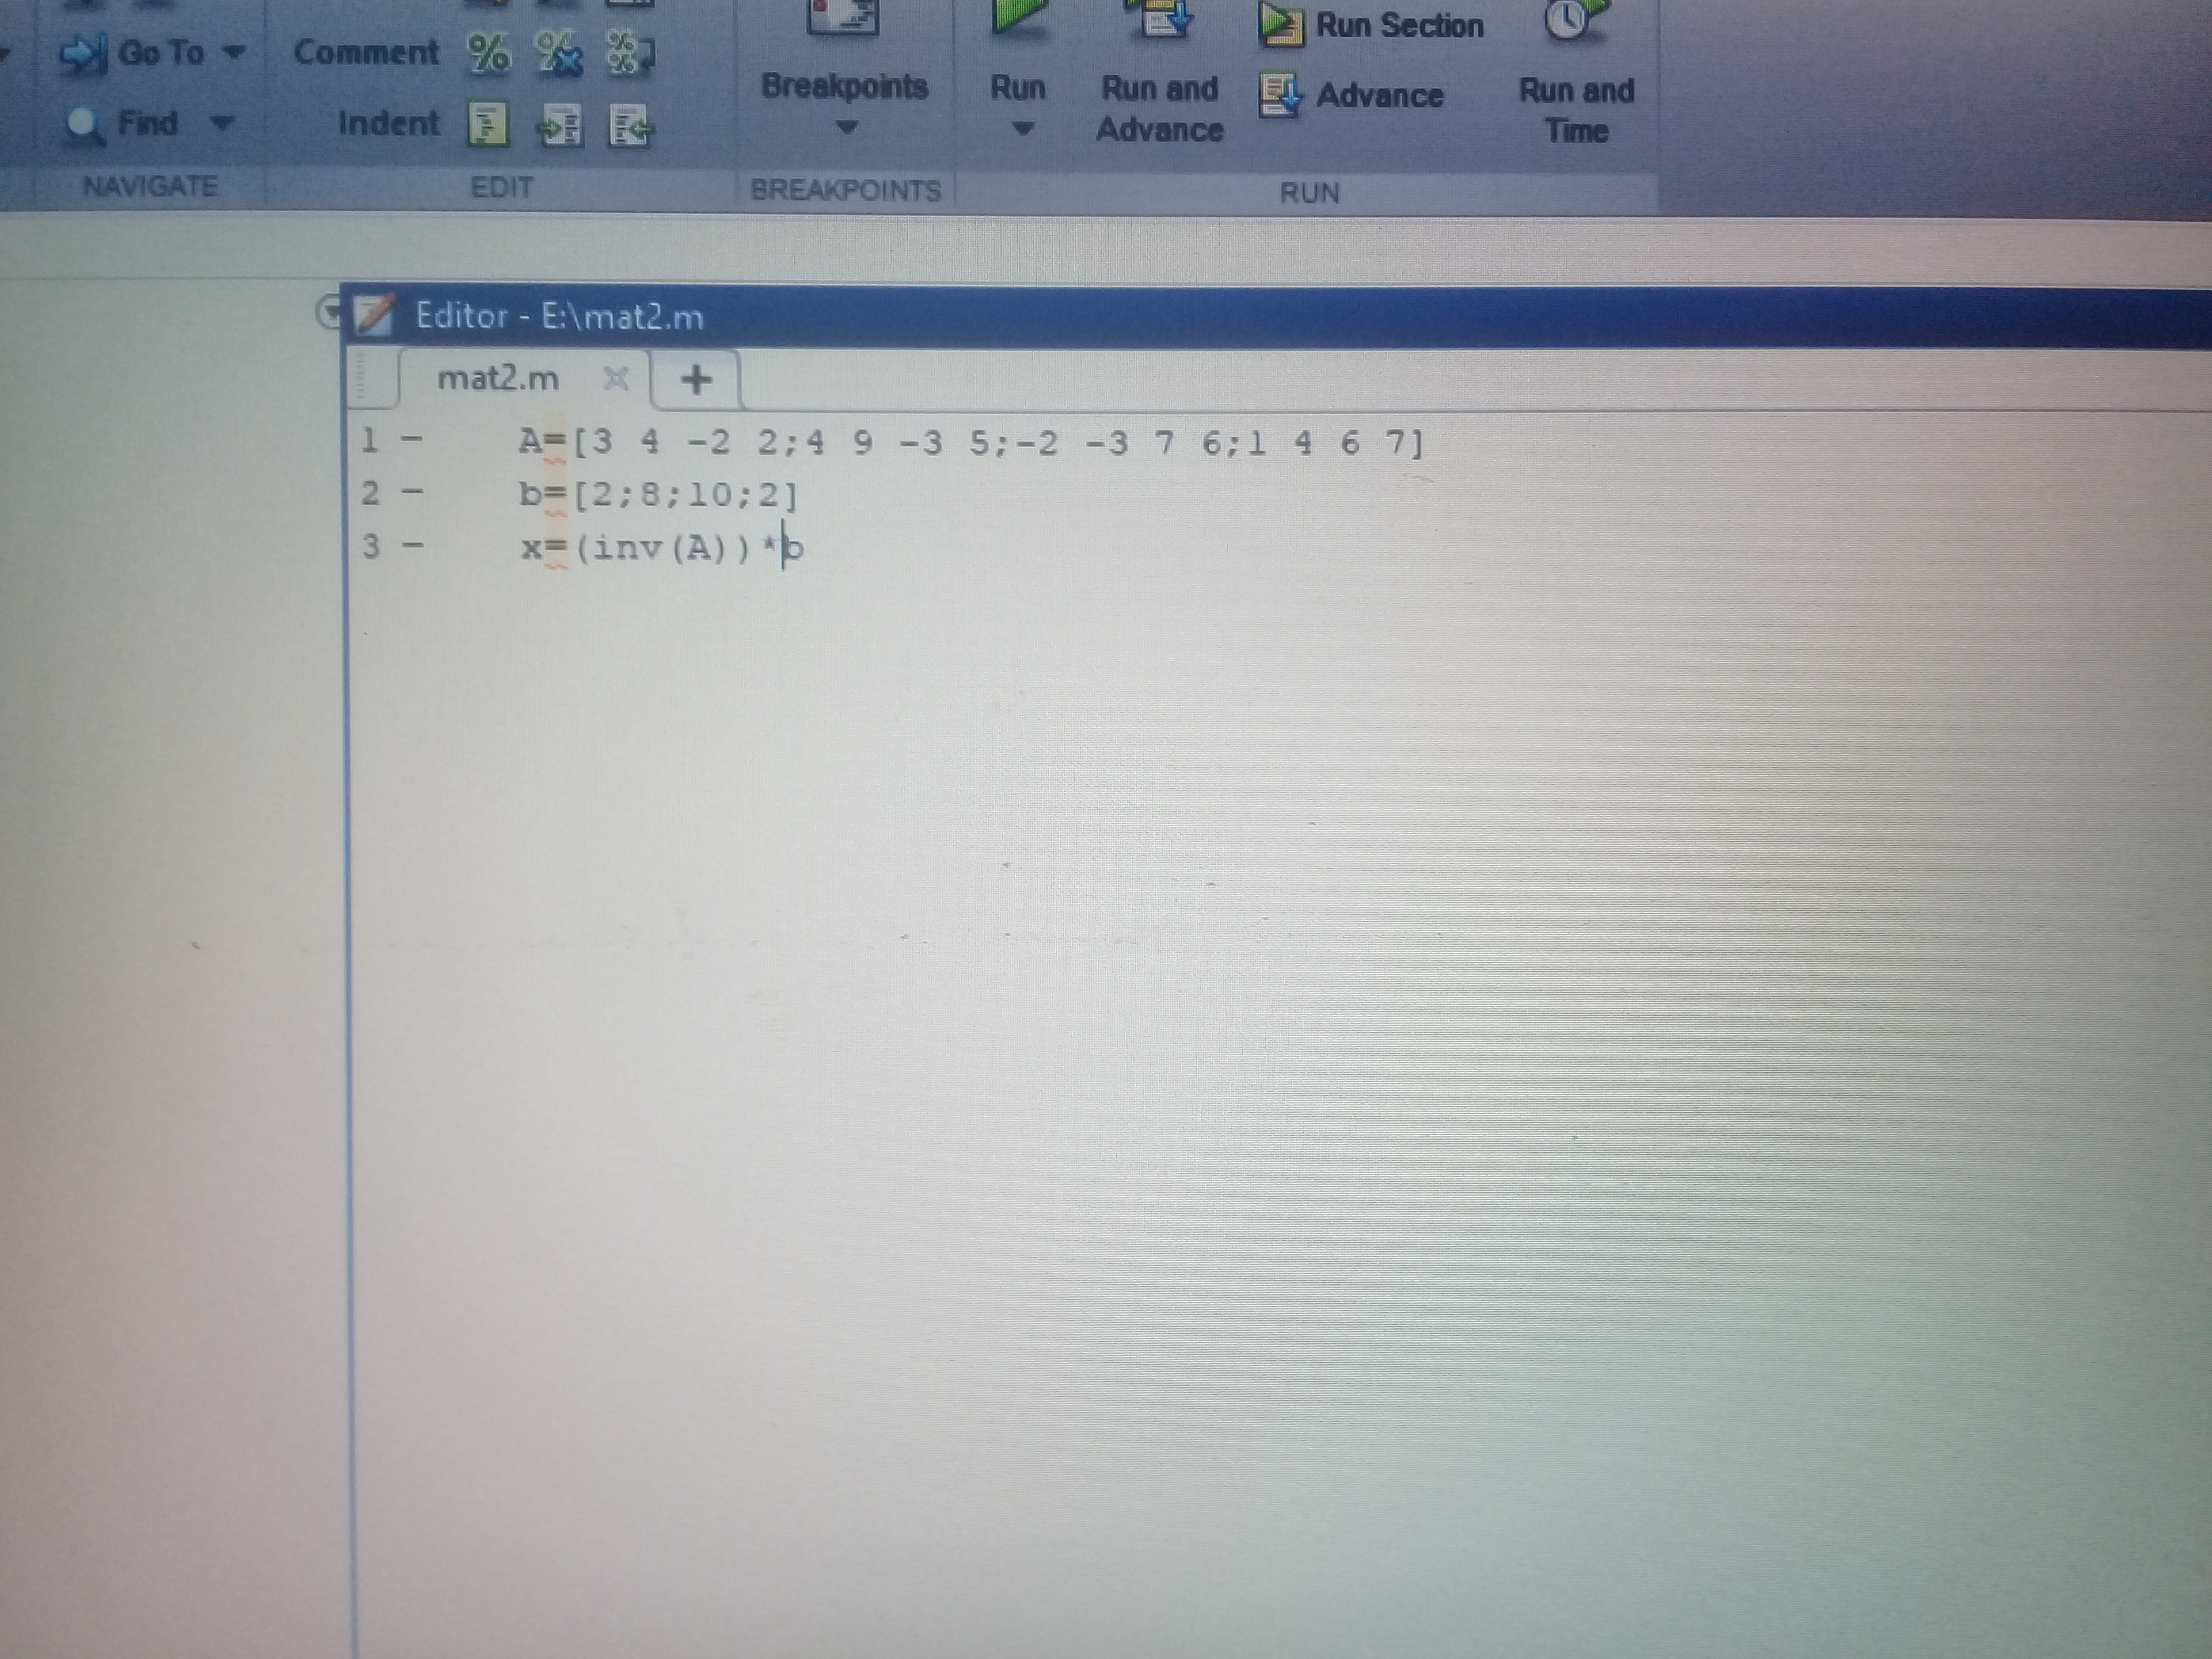 Go To Comment Run Section
Breakpoints Run Run and Advance Advance Run and Time
Find Indent
NAVIGATE EDIT BREAKPOINTS RUN
Editor - E:\mat2.m
mat2.m
1 - A=[3 4 -2 2;4 9 -3 5;-2 -3 7 6;1 4 6 7]
2 - b=[2;8;10;2]
3 - x=(inv(A))*b